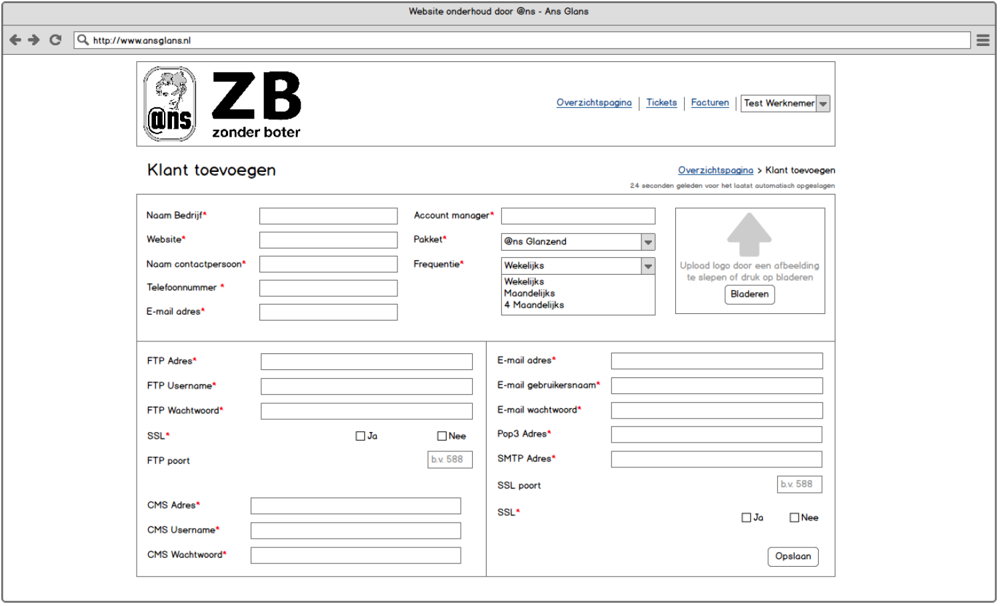 Website onderhoud door @ns - Ans Glans
http://www.ansglans.nl
@ns
ZB
zonder boter
Overzichtspagina | Tickets | Facturen | Test Werknemer
Klant toevoegen
Overzichtspagina > Klant toevoegen
24 seconden geleden voor het laatst automatisch opgeslagen
Naam Bedrijf*
Website*
Naam contactpersoon*
Telefoonnummer *
E-mail adres*
Account manager*
Pakket*
@ns Glanzend
Frequentie*
Wekelijks
Wekelijks
Maandelijks
4 Maandelijks
Upload logo door een afbeelding
te slepen of druk op bladeren
Bladeren
FTP Adres*
FTP Username*
FTP Wachtwoord*
SSL*
Ja
Nee
FTP poort
b.v. 588
CMS Adres*
CMS Username*
CMS Wachtwoord*
E-mail adres*
E-mail gebruikersnaam*
E-mail wachtwoord*
Pop3 Adres*
SMTP Adres*
SSL poort
b.v. 588
SSL*
Ja
Nee
Opslaan